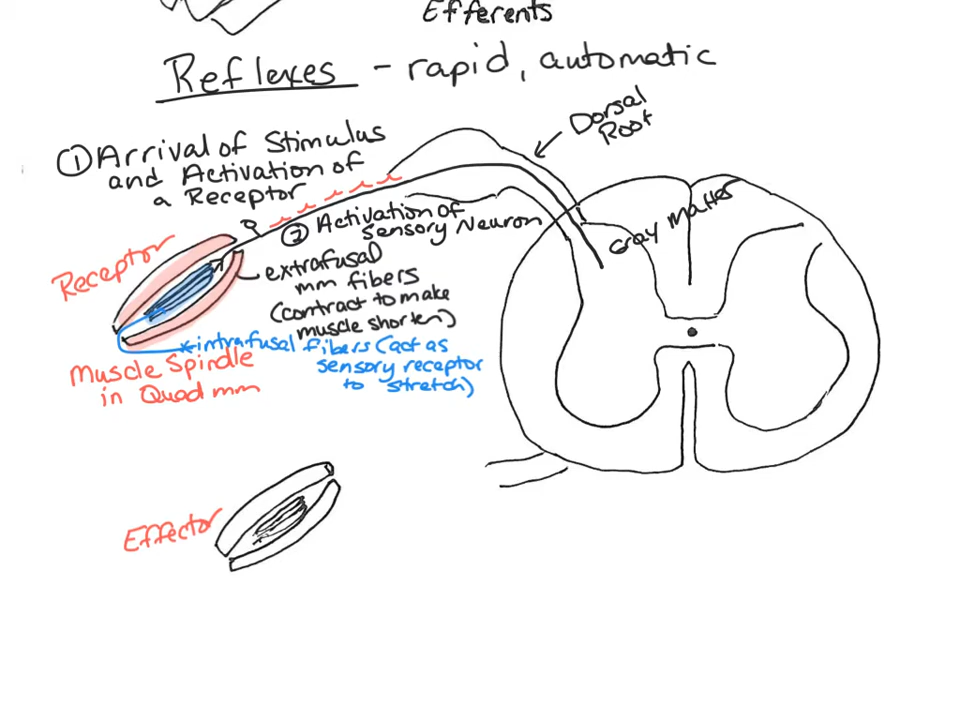 Efferents
Reflexes - rapid, automatic
Dorsal
Root
① Arrival of Stimulus
and Activation of
a Receptor
② Activation of
Sensory Neuron
Gray Matter
Receptor
extrafusal
mm fibers
(contract to make
muscle shorten)
intrafusal fibers (act as
sensory receptor
to stretch)
Muscle Spindle
in Quad mm
Effector